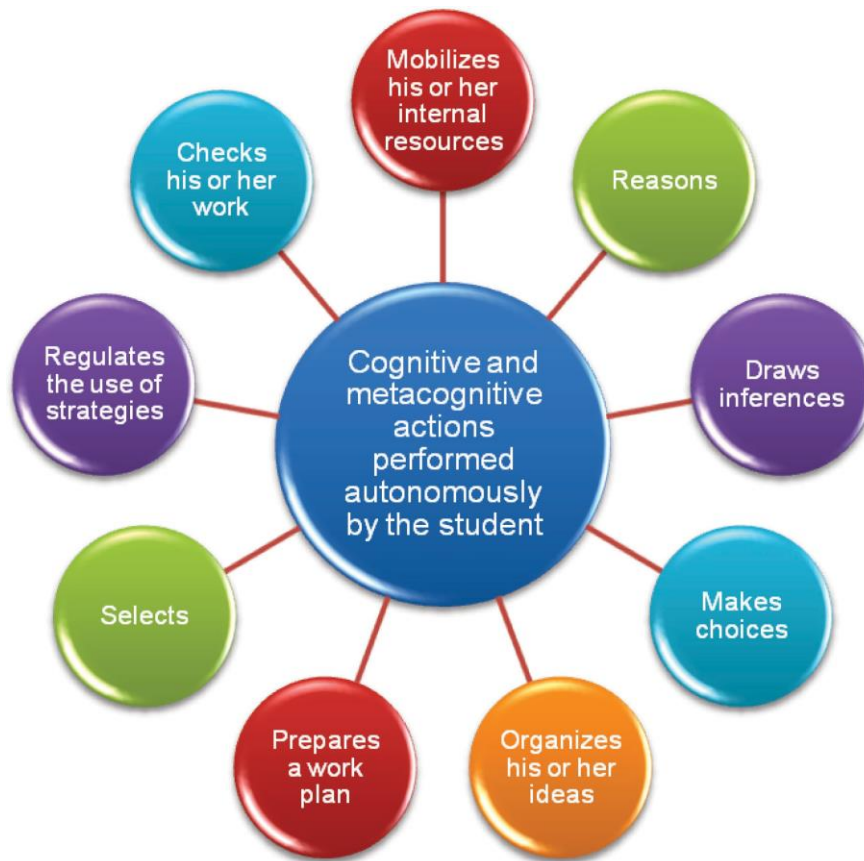 Mobilizes
his or her
internal
resources
Reasons
Draws
inferences
Makes
choices
Organizes
his or her
ideas
Prepares
a work
plan
Selects
Regulates
the use of
strategies
Checks
his or her
work
Cognitive and
metacognitive
actions
performed
autonomously
by the student